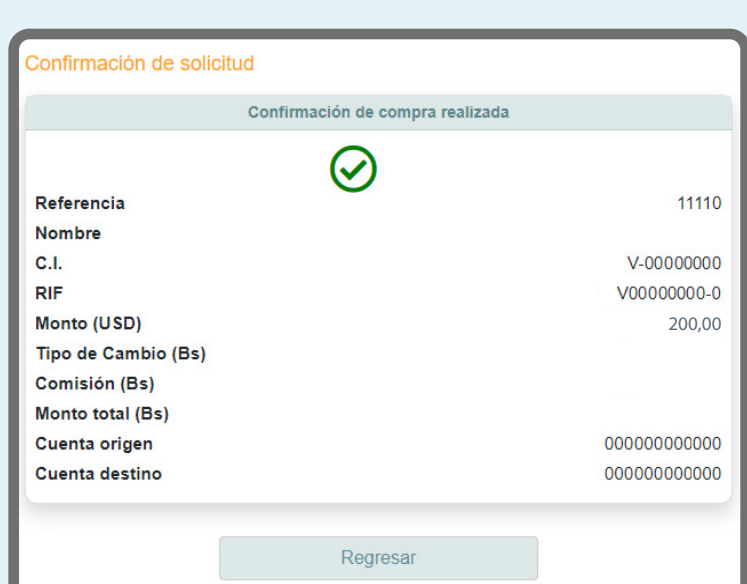 Confirmación de solicitud
Confirmación de compra realizada
Referencia 11110
Nombre
C.I. V-00000000
RIF V00000000-0
Monto (USD) 200,00
Tipo de Cambio (Bs)
Comisión (Bs)
Monto total (Bs)
Cuenta origen 000000000000
Cuenta destino 000000000000
Regresar